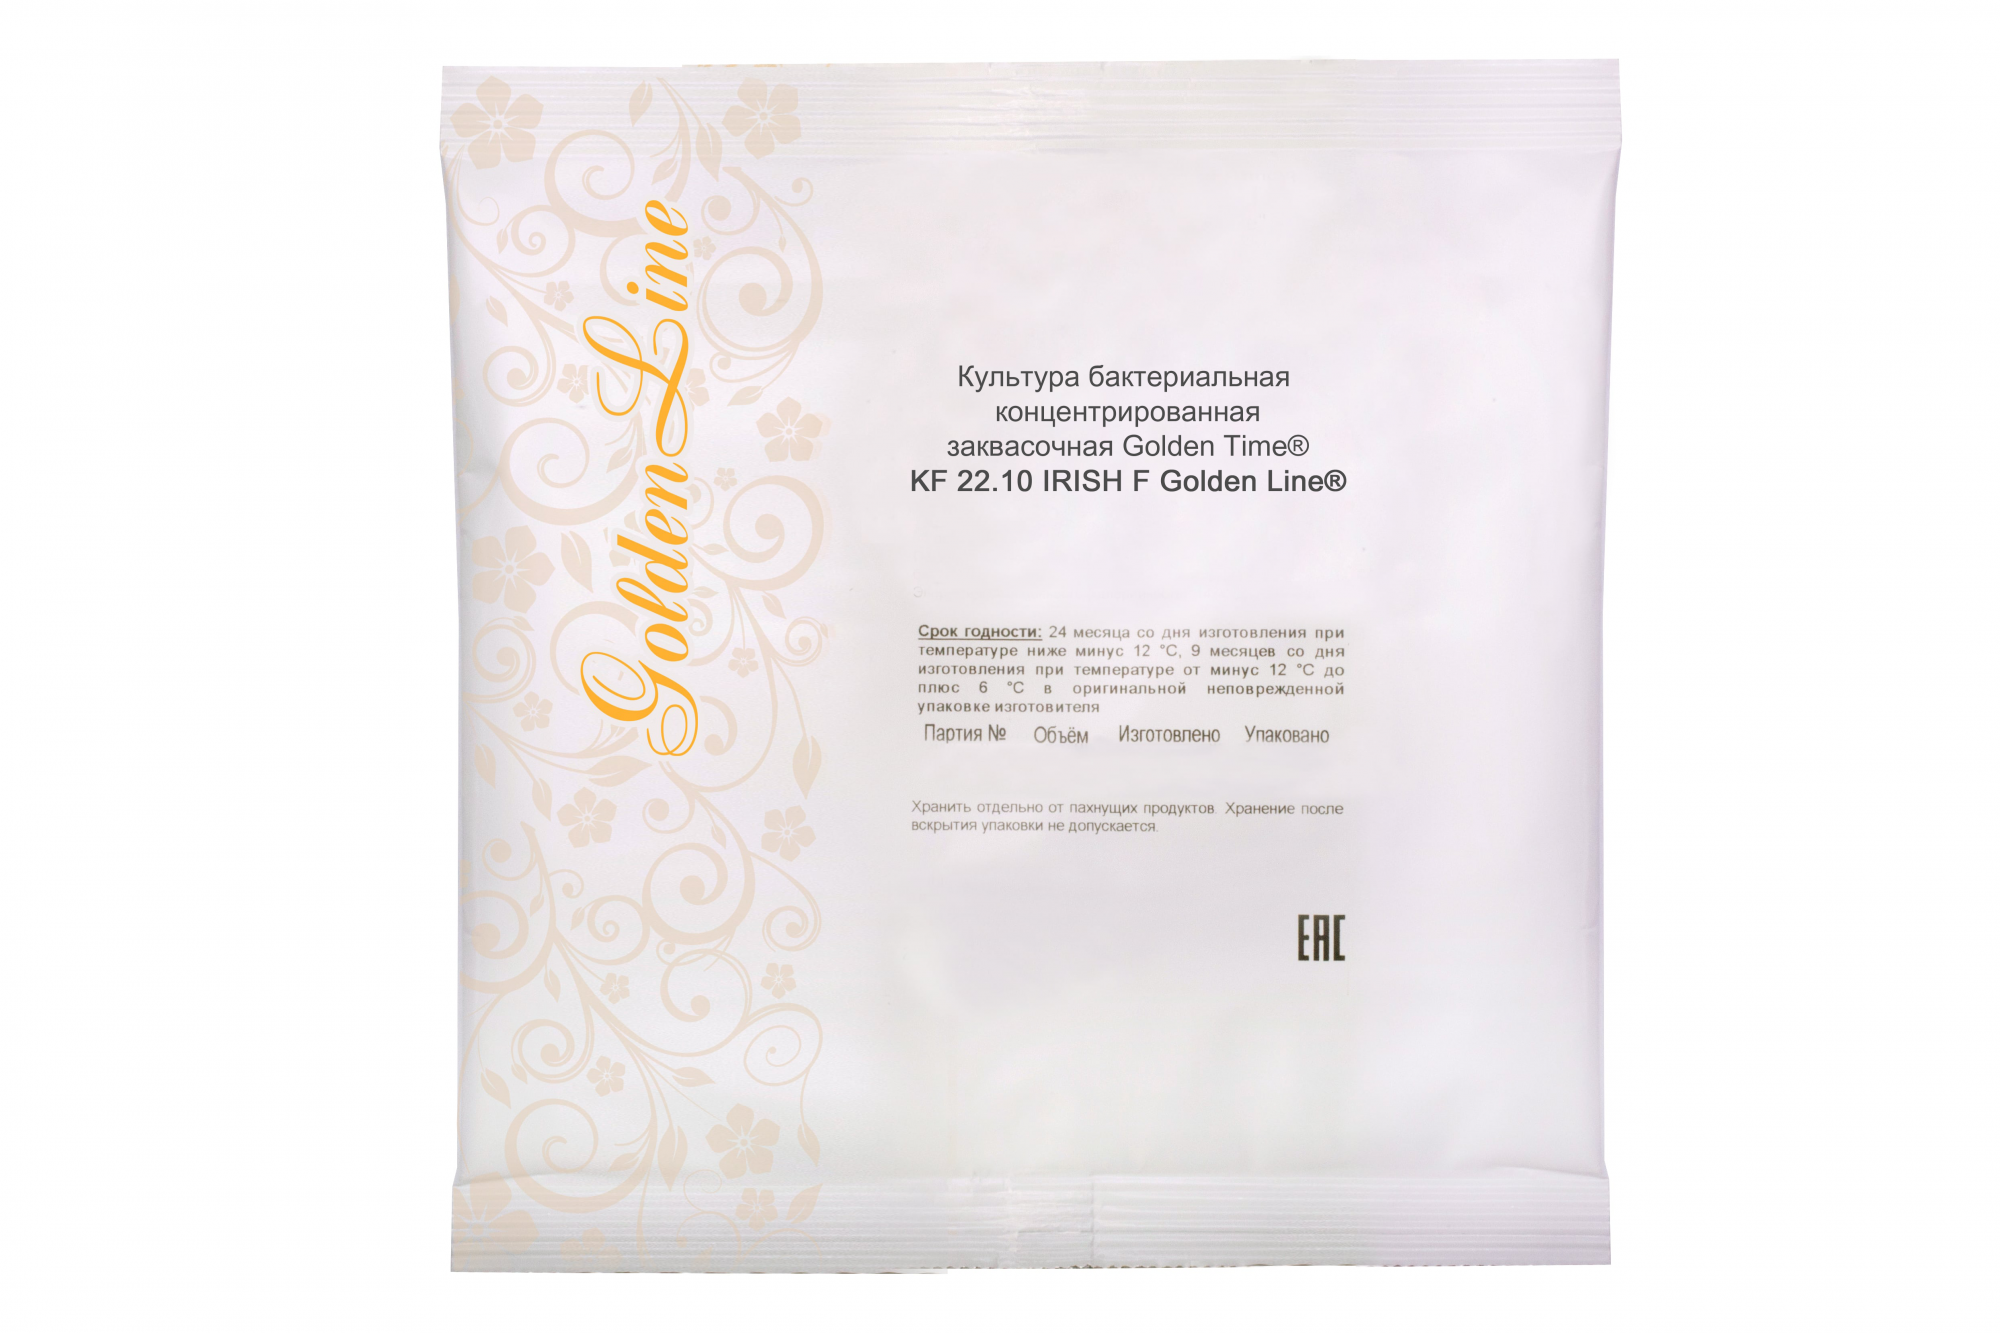 Golden Line
Культура бактериальная
концентрированная
заквасочная Golden Time®
KF 22.10 IRISH F Golden Line®
Срок годности: 24 месяца со дня изготовления при
температуре ниже минус 12 °С, 9 месяцев со дня
изготовления при температуре от минус 12 °С до
плюс 6 °С в оригинальной неповрежденной
упаковке изготовителя
Партия № Объём Изготовлено Упаковано
Хранить отдельно от пахнущих продуктов. Хранение после
вскрытия упаковки не допускается.
EAC